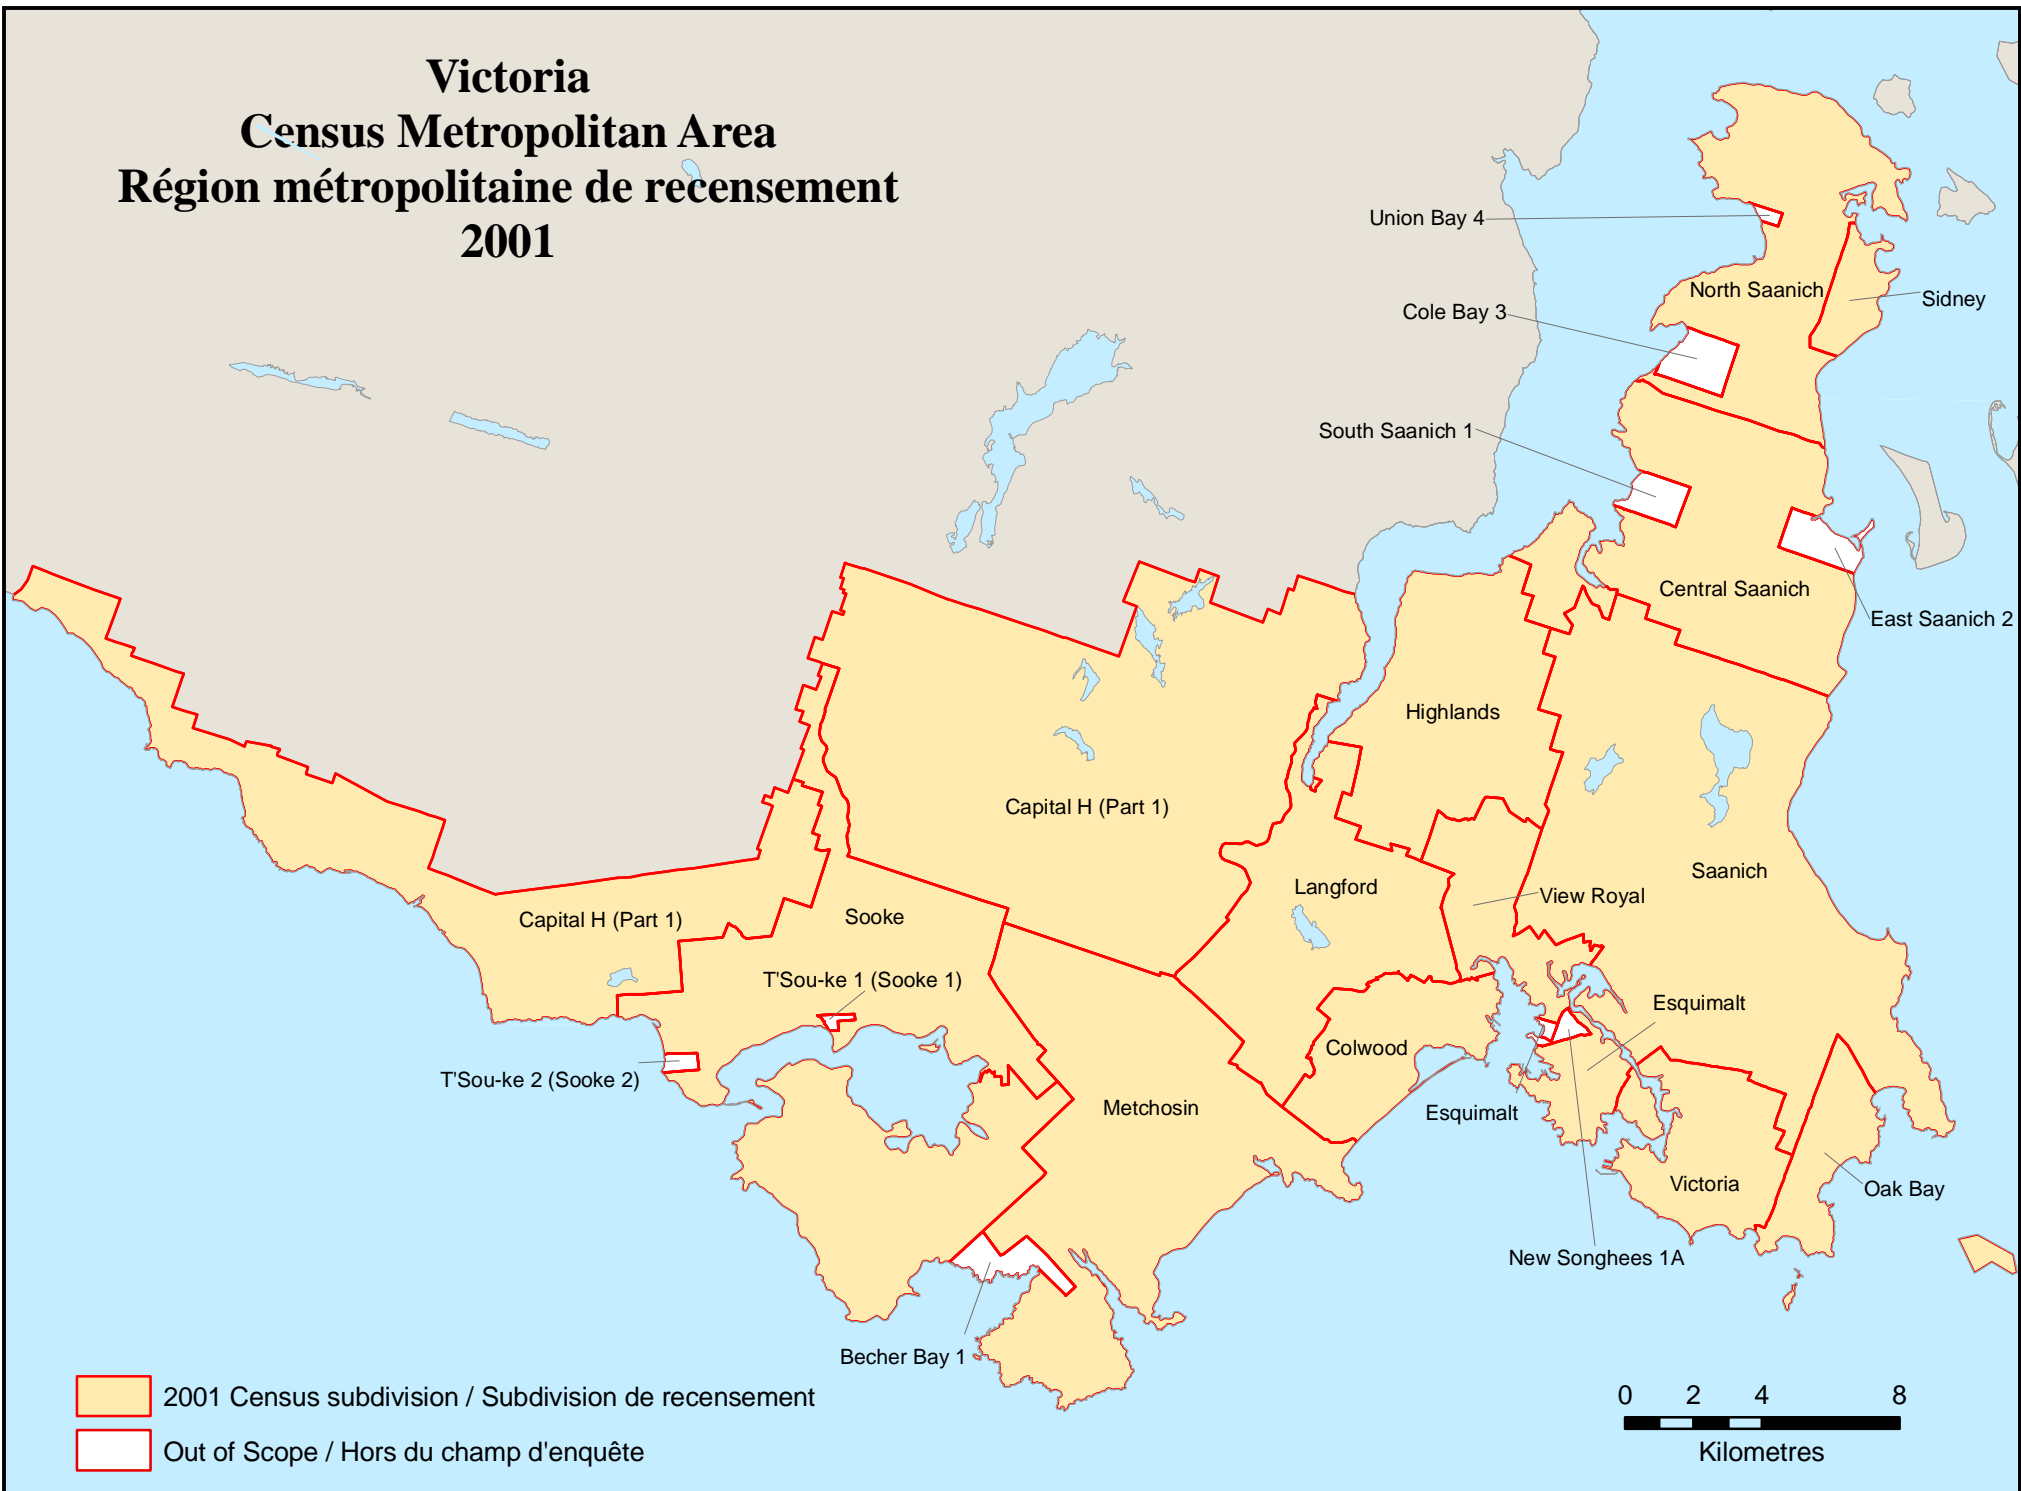 Victoria
Census Metropolitan Area
Région métropolitaine de recensement
2001
Union Bay 4
North Saanich
Sidney
Cole Bay 3
South Saanich 1
Central Saanich
East Saanich 2
Highlands
Capital H (Part 1)
Saanich
Langford
View Royal
Capital H (Part 1)
Sooke
T'Sou-ke 1 (Sooke 1)
Esquimalt
Colwood
T'Sou-ke 2 (Sooke 2)
Metchosin
Esquimalt
Victoria
Oak Bay
New Songhees 1A
Becher Bay 1
2001 Census subdivision / Subdivision de recensement
Out of Scope / Hors du champ d'enquête
0 2 4 8
Kilometres